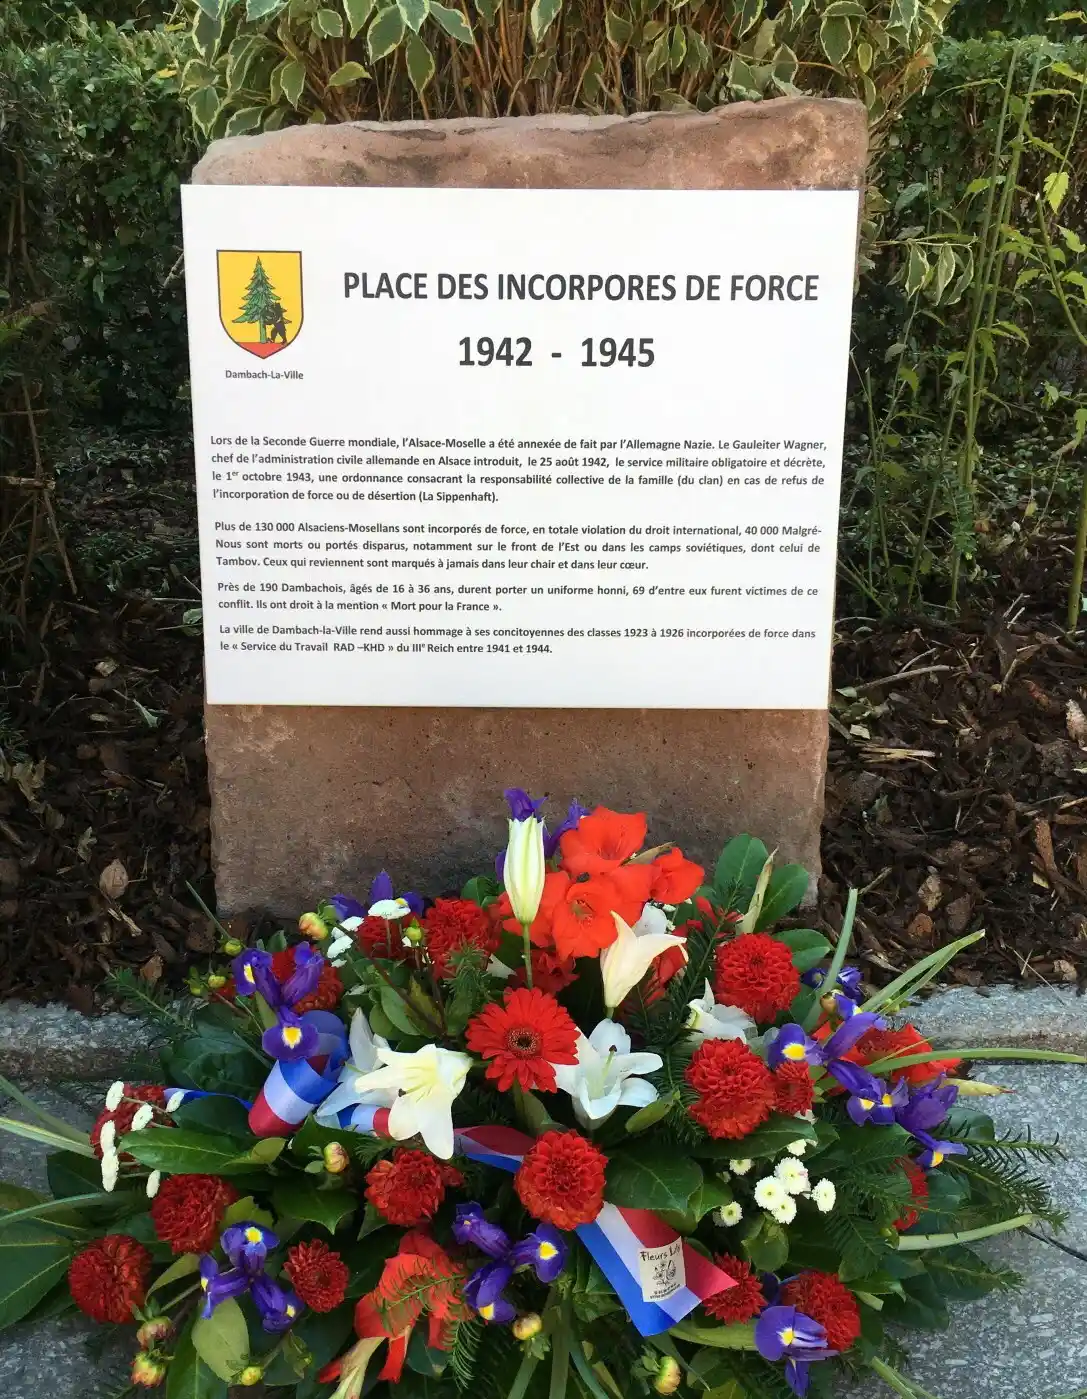 PLACE DES INCORPORES DE FORCE
1942 - 1945
Dambach-La-Ville
Lors de la Seconde Guerre mondiale, l'Alsace-Moselle a été annexée de fait par l'Allemagne Nazie. Le Gauleiter Wagner,
chef de l'administration civile allemande en Alsace introduit, le 25 août 1942, le service militaire obligatoire et décrète,
le 1er octobre 1943, une ordonnance consacrant la responsabilité collective de la famille (du clan) en cas de refus de
l'incorporation de force ou de désertion (La Sippenhaft).
Plus de 130 000 Alsaciens-Mosellans sont incorporés de force, en totale violation du droit international, 40 000 Malgré-
Nous sont morts ou portés disparus, notamment sur le front de l'Est ou dans les camps soviétiques, dont celui de
Tambov. Ceux qui reviennent sont marqués à jamais dans leur chair et dans leur cœur.
Près de 190 Dambachois, âgés de 16 à 36 ans, durent porter un uniforme honni, 69 d'entre eux furent victimes de ce
conflit. Ils ont droit à la mention « Mort pour la France ».
La ville de Dambach-la-Ville rend aussi hommage à ses concitoyennes des classes 1923 à 1926 incorporées de force dans
le « Service du Travail RAD –KHD » du IIIe Reich entre 1941 et 1944.
Fleurs